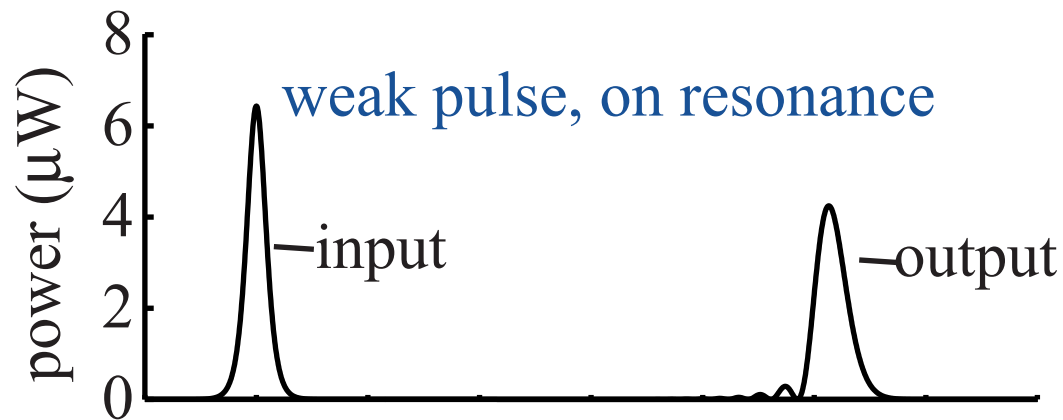 8
weak pulse, on resonance
6
power (μW)
4
input
output
2
0